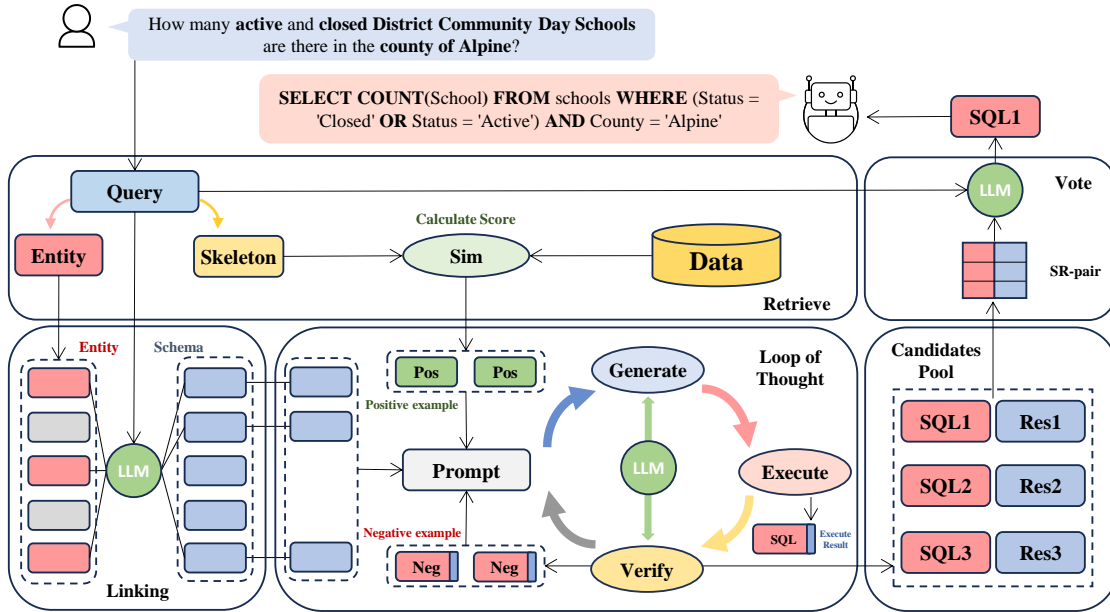 How many active and closed District Community Day Schools
are there in the county of Alpine?
SELECT COUNT(School) FROM schools WHERE (Status =
'Closed' OR Status = 'Active') AND County = 'Alpine'
SQL1
Query
LLM
Vote
Entity
Skeleton
Calculate Score
Sim
Data
SR-pair
Retrieve
Entity
Schema
LLM
Linking
Pos
Pos
Positive example
Prompt
Negative example
Neg
Neg
Generate
LLM
Verify
Execute
SQL
Execute
Result
Loop of
Thought
Candidates
Pool
SQL1
Res1
SQL2
Res2
SQL3
Res3